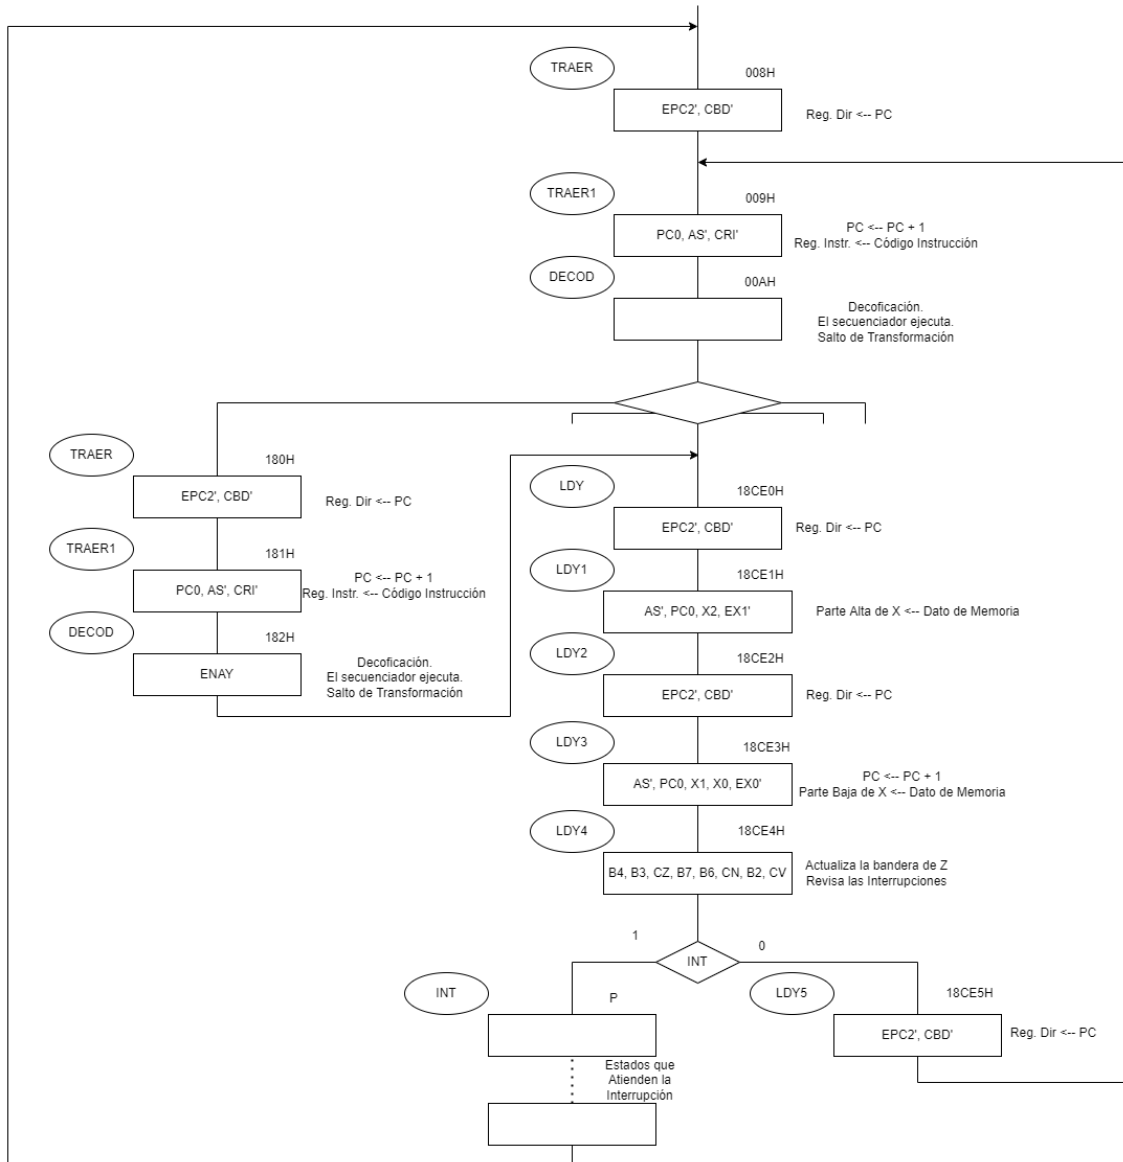 TRAER
008H
EPC2', CBD'
Reg. Dir <-- PC
TRAER1
009H
PC0, AS', CRI'
PC <-- PC + 1
Reg. Instr. <-- Código Instrucción
DECOD
00AH
Decoficación.
El secuenciador ejecuta.
Salto de Transformación
TRAER
180H
EPC2', CBD'
Reg. Dir <-- PC
TRAER1
181H
PC0, AS', CRI'
PC <-- PC + 1
Reg. Instr. <-- Código Instrucción
DECOD
182H
ENAY
Decoficación.
El secuenciador ejecuta.
Salto de Transformación
LDY
18CE0H
EPC2', CBD'
Reg. Dir <-- PC
LDY1
18CE1H
AS', PC0, X2, EX1'
Parte Alta de X <-- Dato de Memoria
LDY2
18CE2H
EPC2', CBD'
Reg. Dir <-- PC
LDY3
18CE3H
AS', PC0, X1, X0, EX0'
PC <-- PC + 1
Parte Baja de X <-- Dato de Memoria
LDY4
18CE4H
B4, B3, CZ, B7, B6, CN, B2, CV
Actualiza la bandera de Z
Revisa las Interrupciones
1
0
INT
INT
P
Estados que
Atienden la
Interrupción
LDY5
18CE5H
EPC2', CBD'
Reg. Dir <-- PC